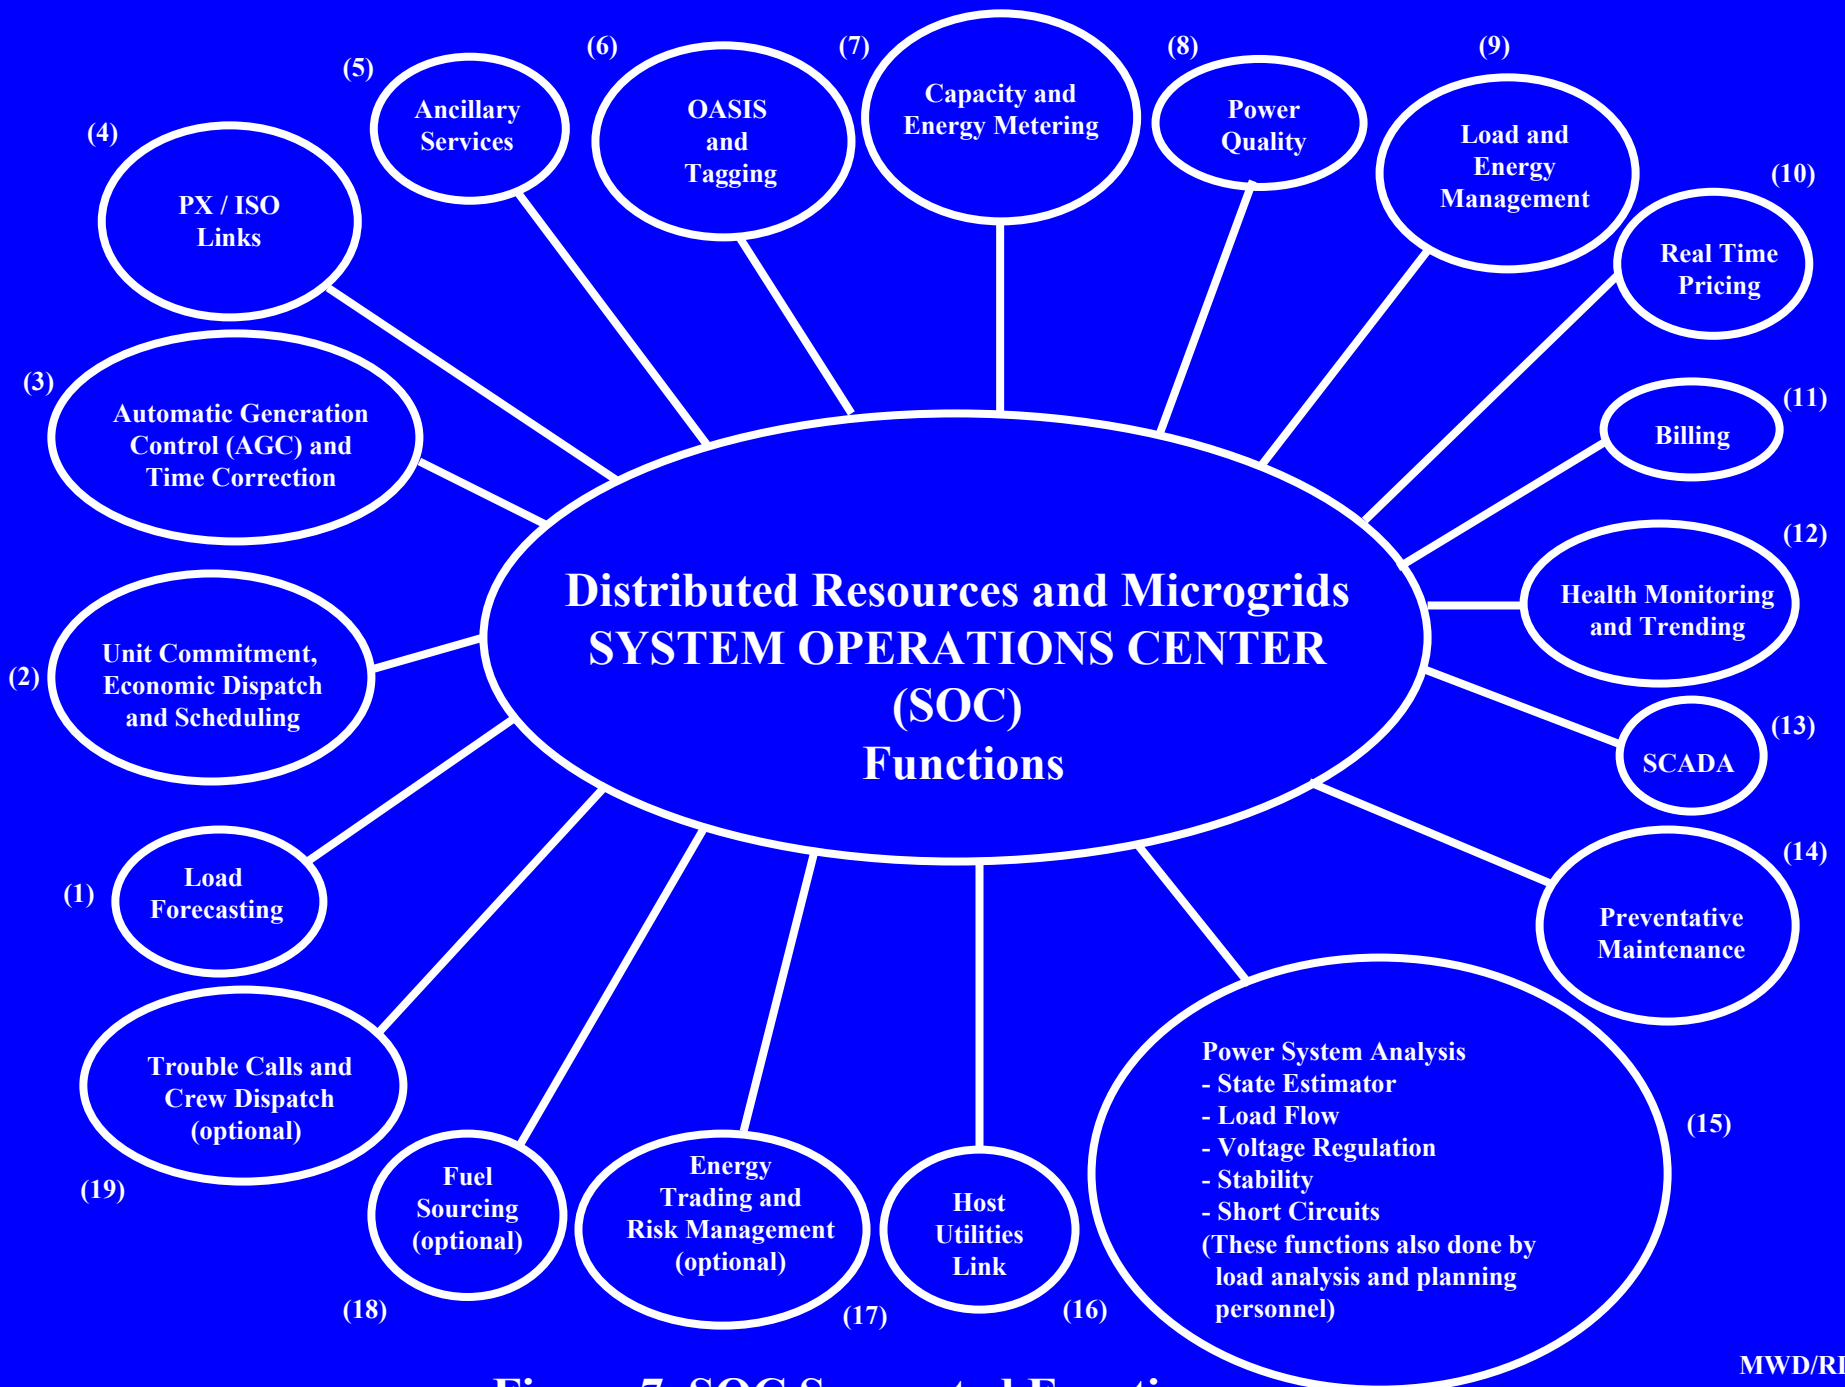 (4)
PX / ISO
Links
(5)
Ancillary
Services
(6)
OASIS
and
Tagging
(7)
Capacity and
Energy Metering
(8)
Power
Quality
(9)
Load and
Energy
Management
(10)
Real Time
Pricing
(3)
Automatic Generation
Control (AGC) and
Time Correction
(11)
Billing
(12)
Health Monitoring
and Trending
(2)
Unit Commitment,
Economic Dispatch
and Scheduling
Distributed Resources and Microgrids
SYSTEM OPERATIONS CENTER
(SOC)
Functions
(13)
SCADA
(1)
Load
Forecasting
(14)
Preventative
Maintenance
(19)
Trouble Calls and
Crew Dispatch
(optional)
(18)
Fuel
Sourcing
(optional)
(17)
Energy
Trading and
Risk Management
(optional)
(16)
Host
Utilities
Link
(15)
Power System Analysis
- State Estimator
- Load Flow
- Voltage Regulation
- Stability
- Short Circuits
(These functions also done by
load analysis and planning
personnel)
7 SOC